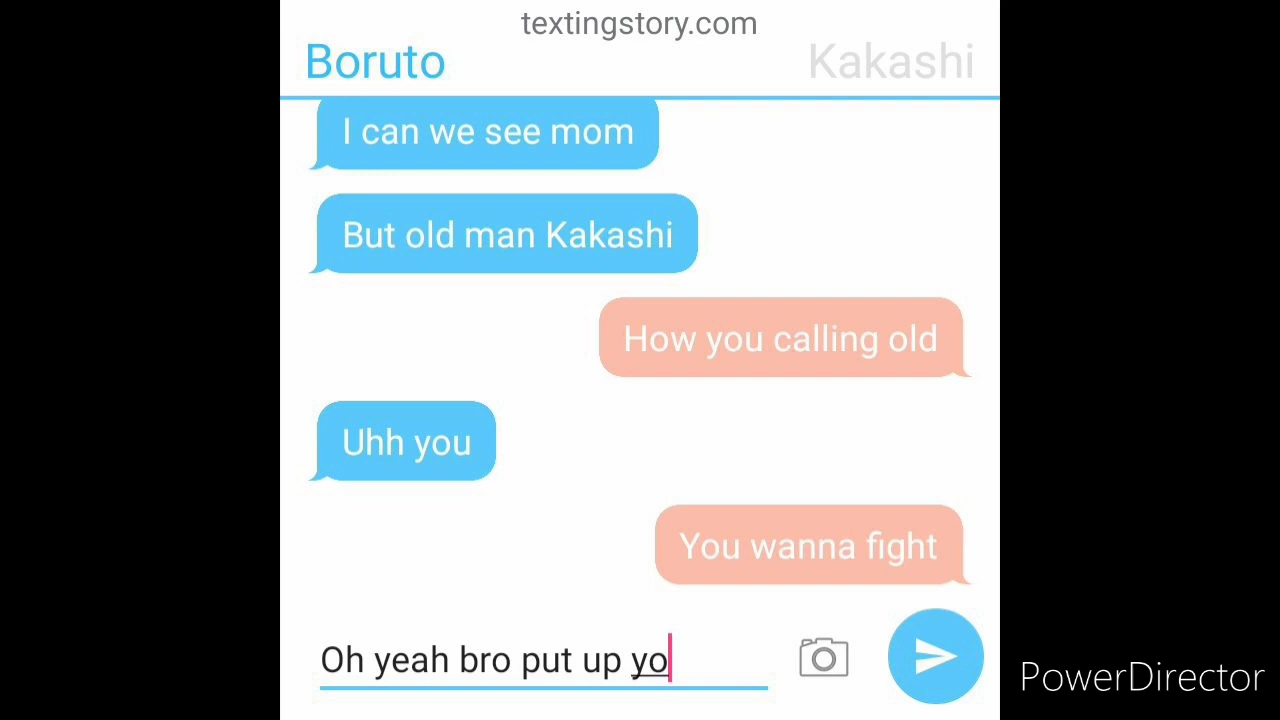 textingstory.com
Boruto
Kakashi
I can we see mom
But old man Kakashi
How you calling old
Uhh you
You wanna fight
Oh yeah bro put up yo
PowerDirector